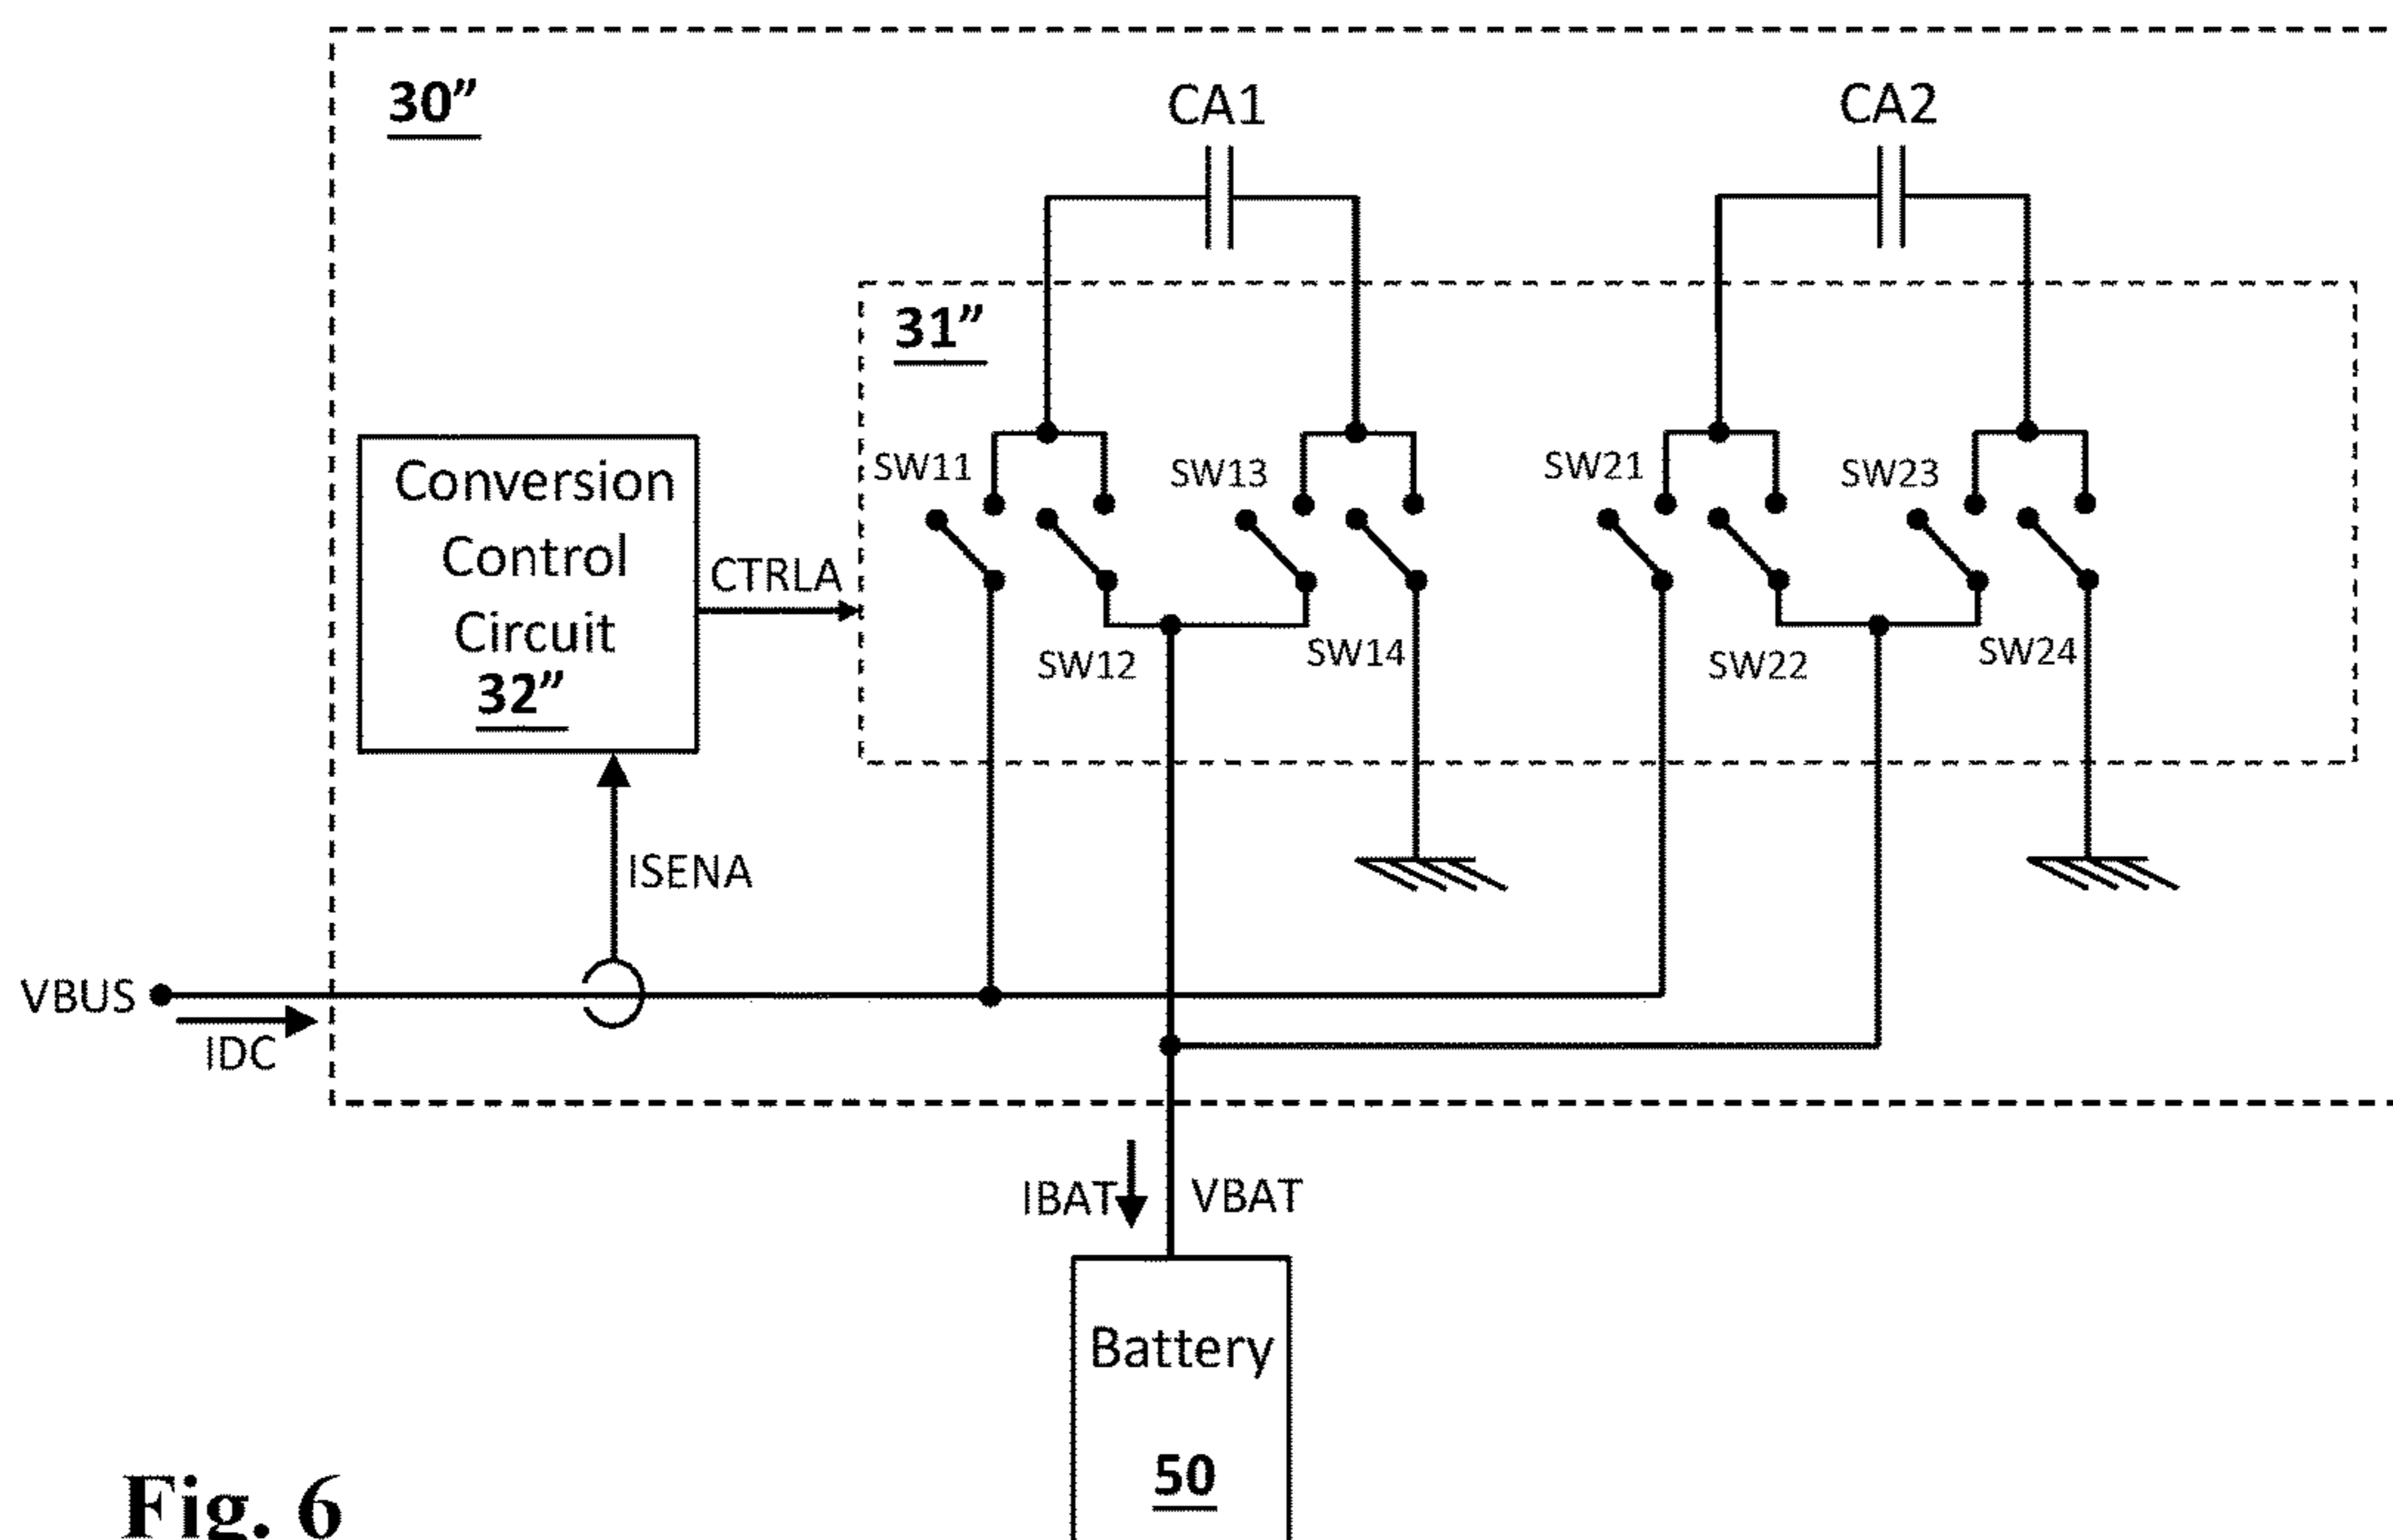 30”
CA1
CA2
31”
SW11
SW13
SW21
SW23
Conversion
Control
Circuit
32”
CTRLA
SW12
SW14
SW22
SW24
ISENA
VBUS
IDC
IBAT
VBAT
Battery
50
Fig. 6